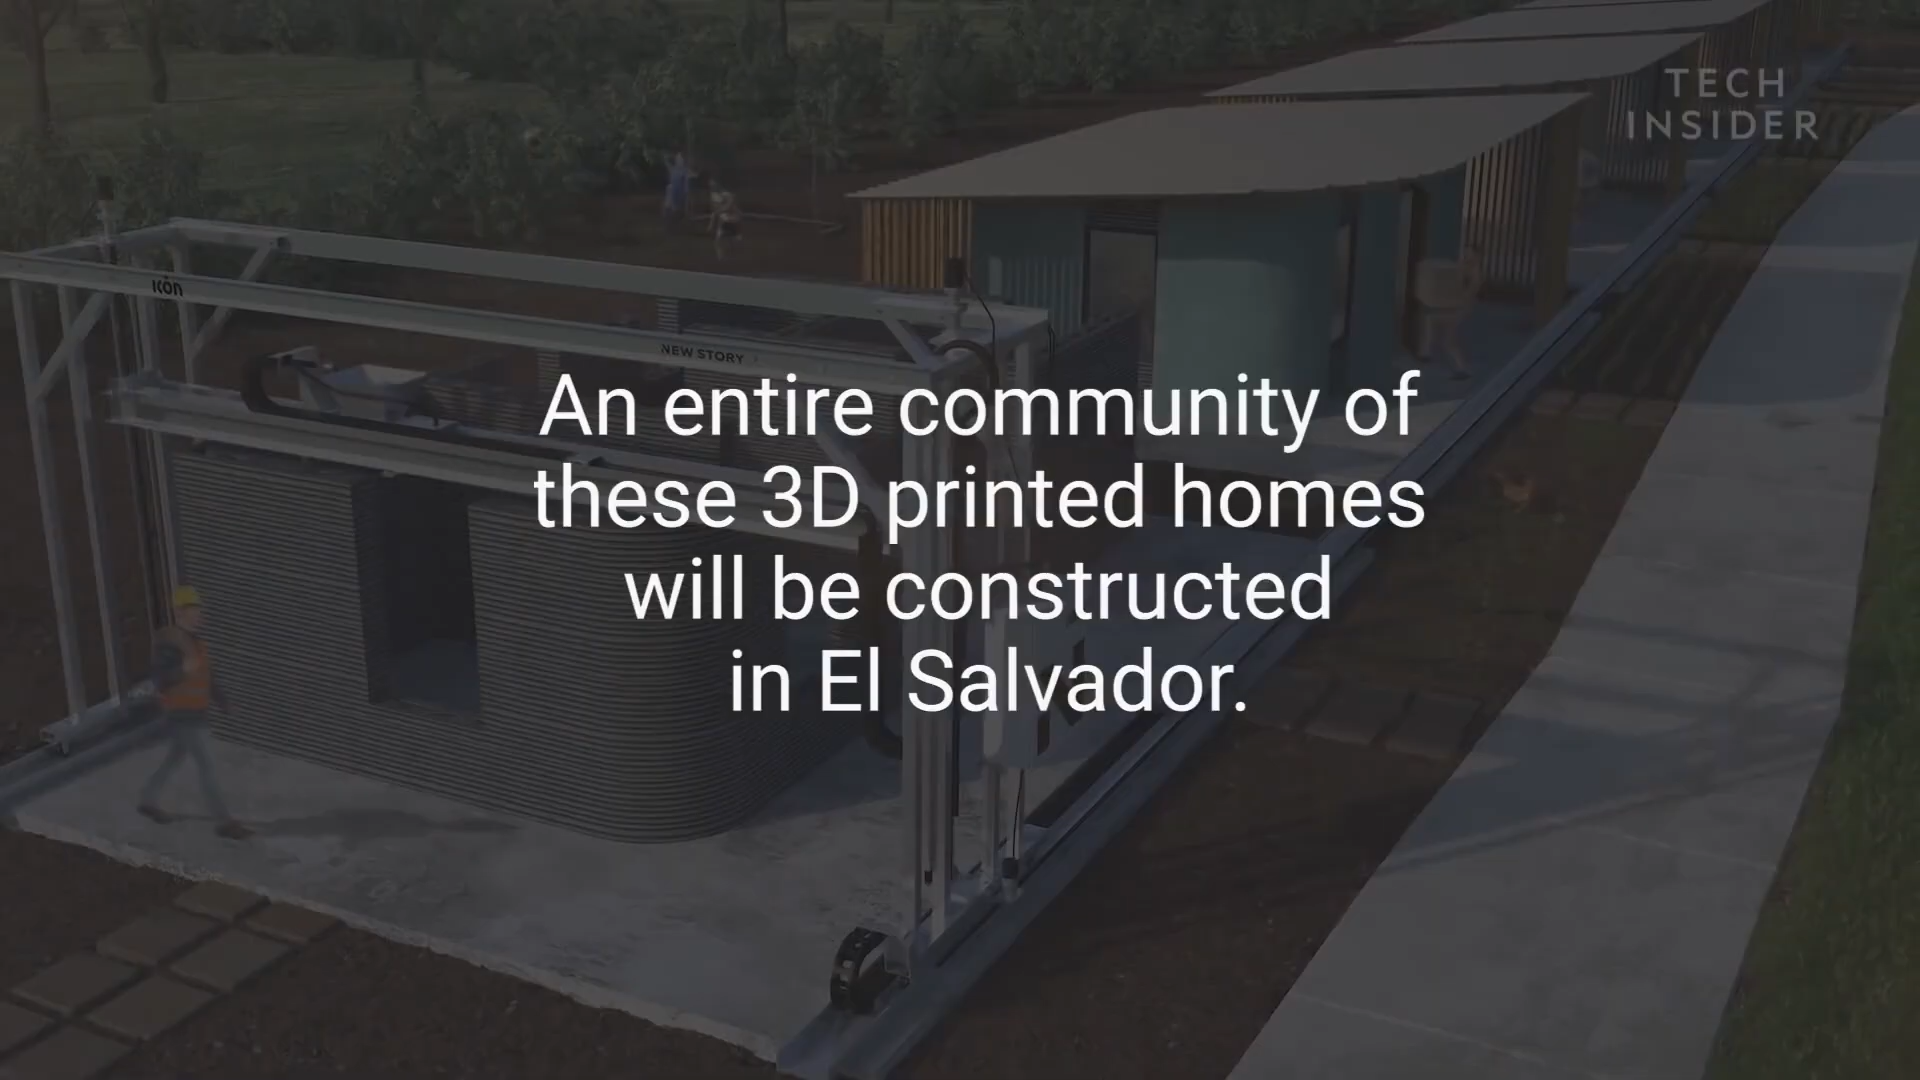 TECH
INSIDER
ICON
NEW STORY
An entire community of
these 3D printed homes
will be constructed
in El Salvador.